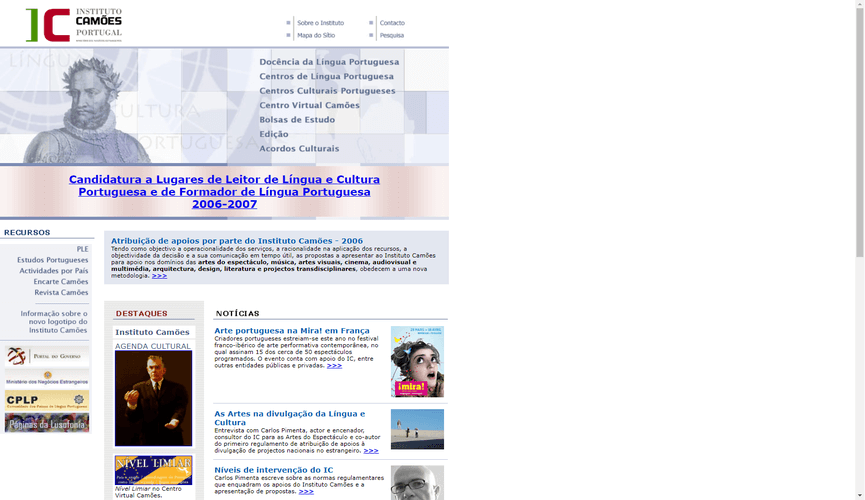 INSTITUTO
CAMÕES
PORTUGAL
Sobre o Instituto
Contacto
Mapa do Sítio
Pesquisa
LÍNGUA
CULTURA
PORTUGUESA
Docência da Língua Portuguesa
Centros de Língua Portuguesa
Centros Culturais Portugueses
Centro Virtual Camões
Bolsas de Estudo
Edição
Acordos Culturais
Candidatura a Lugares de Leitor de Língua e Cultura
Portuguesa e de Formador de Língua Portuguesa
2006-2007
RECURSOS
PLE
Estudos Portugueses
Actividades por País
Encarte Camões
Revista Camões
Informação sobre o
novo logotipo do
Instituto Camões
PORTAL DO GOVERNO
Ministério dos Negócios Estrangeiros
CPLP
Comunidade dos Países de Língua Portuguesa
Páginas da Lusofonia
Atribuição de apoios por parte do Instituto Camões - 2006
Tendo como objectivo a operacionalidade dos serviços, a racionalidade na aplicação dos recursos, a
objectividade da decisão e a sua comunicação em tempo útil, as propostas a apresentar ao Instituto Camões
para apoio nos domínios das artes do espectáculo, música, artes visuais, cinema, audiovisual e
multimédia, arquitectura, design, literatura e projectos transdisciplinares, obedecem a uma nova
metodologia. >>>
DESTAQUES
Instituto Camões
AGENDA CULTURAL
NÍVEL LIMIAR
Nível Limiar no Centro
Virtual Camões.
NOTÍCIAS
Arte portuguesa na Mira! em França
Criadores portugueses estreiam-se este ano no festival
franco-ibérico de arte performativa contemporânea, no
qual assinam 15 dos cerca de 50 espectáculos
programados. O evento conta com apoio do IC, entre
outras entidades públicas e privadas. >>>
¡mira!
As Artes na divulgação da Língua e
Cultura
Entrevista com Carlos Pimenta, actor e encenador,
consultor do IC para as Artes do Espectáculo e co-autor
do primeiro regulamento de atribuição de apoios à
divulgação de projectos nacionais no estrangeiro. >>>
Níveis de intervenção do IC
Carlos Pimenta escreve sobre as normas regulamentares
que enquadram os apoios do Instituto Camões e a
apresentação de propostas. >>>